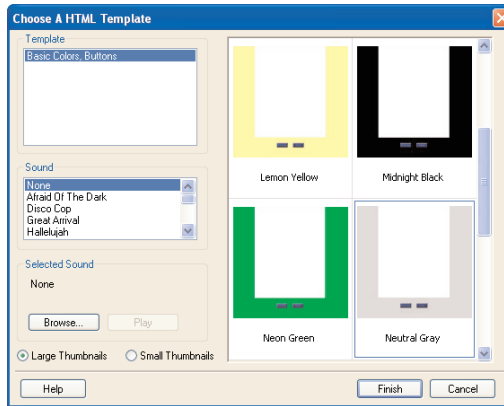 Choose A HTML Template
Template
Basic Colors, Buttons
Sound
None
Afraid Of The Dark
Disco Cop
Great Arrival
Hallelujah
Selected Sound
None
Browse...
Play
Large Thumbnails
Small Thumbnails
Lemon Yellow
Midnight Black
Neon Green
Neutral Gray
Help
Finish
Cancel